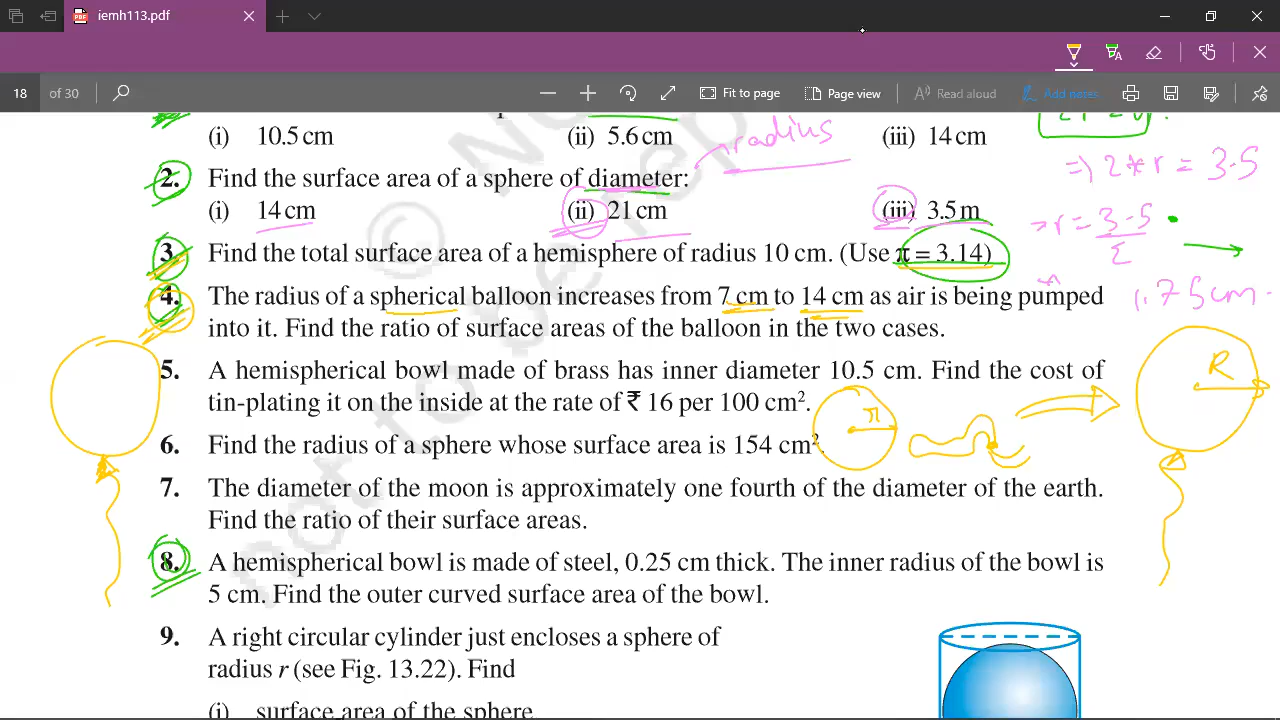 iemh113.pdf
18 of 30 Fit to page Page view Read aloud Add notes
(i) 10.5 cm (ii) 5.6 cm (iii) 14 cm
radius
⇒ 2 * r = 3.5
2. Find the surface area of a sphere of diameter:
(i) 14 cm (ii) 21 cm (iii) 3.5 m
r = 3.5 / 2
3. Find the total surface area of a hemisphere of radius 10 cm. (Use π = 3.14)
1.75 cm
4. The radius of a spherical balloon increases from 7 cm to 14 cm as air is being pumped
into it. Find the ratio of surface areas of the balloon in the two cases.
R
5. A hemispherical bowl made of brass has inner diameter 10.5 cm. Find the cost of
tin-plating it on the inside at the rate of ₹ 16 per 100 cm².
r
6. Find the radius of a sphere whose surface area is 154 cm².
7. The diameter of the moon is approximately one fourth of the diameter of the earth.
Find the ratio of their surface areas.
8. A hemispherical bowl is made of steel, 0.25 cm thick. The inner radius of the bowl is
5 cm. Find the outer curved surface area of the bowl.
9. A right circular cylinder just encloses a sphere of
radius r (see Fig. 13.22). Find
(i) surface area of the sphere